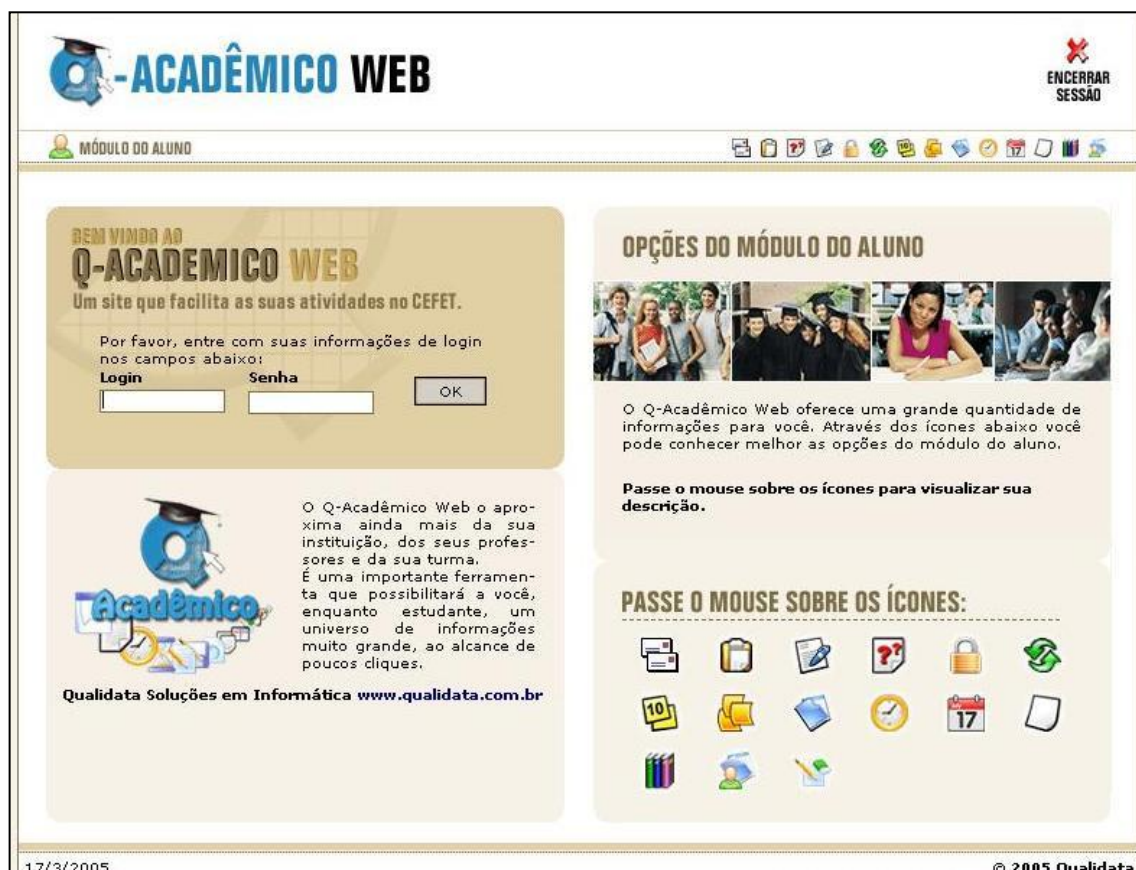 Q-ACADÊMICO WEB
ENCERRAR
SESSÃO
MÓDULO DO ALUNO
BEM VINDO AO
Q-ACADEMICO WEB
Um site que facilita as suas atividades no CEFET.
Por favor, entre com suas informações de login
nos campos abaixo:
Login Senha
OK
O Q-Acadêmico Web o apro-
xima ainda mais da sua
instituição, dos seus profes-
sores e da sua turma.
É uma importante ferramen-
ta que possibilitará a você,
enquanto estudante, um
universo de informações
muito grande, ao alcance de
poucos cliques.
Acadêmico
Qualidata Soluções em Informática www.qualidata.com.br
OPÇÕES DO MÓDULO DO ALUNO
O Q-Acadêmico Web oferece uma grande quantidade de
informações para você. Através dos ícones abaixo você
pode conhecer melhor as opções do módulo do aluno.
Passe o mouse sobre os ícones para visualizar sua
descrição.
PASSE O MOUSE SOBRE OS ÍCONES:
??
10
17
17/3/2005
© 2005 Qualidata